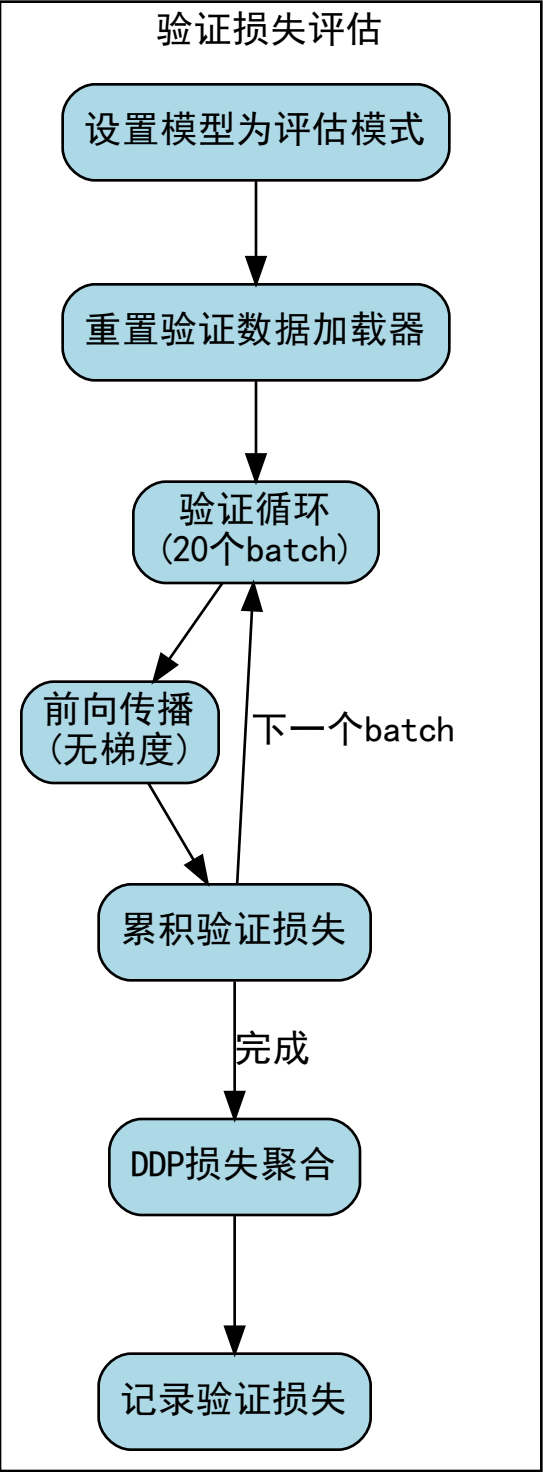 验证损失评估
设置模型为评估模式
重置验证数据加载器
验证循环
(20个batch)
前向传播
(无梯度)
下一个batch
累积验证损失
完成
DDP损失聚合
记录验证损失